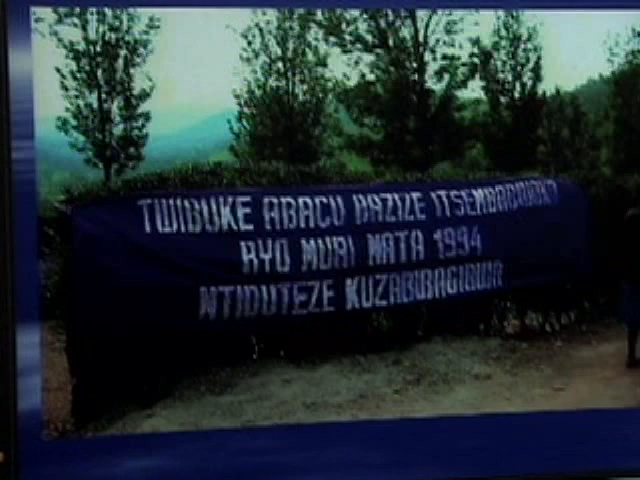 TWIBUKE ABACU BAZIZE ITSEMBABWOKO
RYO MURI MATA 1994
NTIDUTEZE KUZABIBAGIRWA